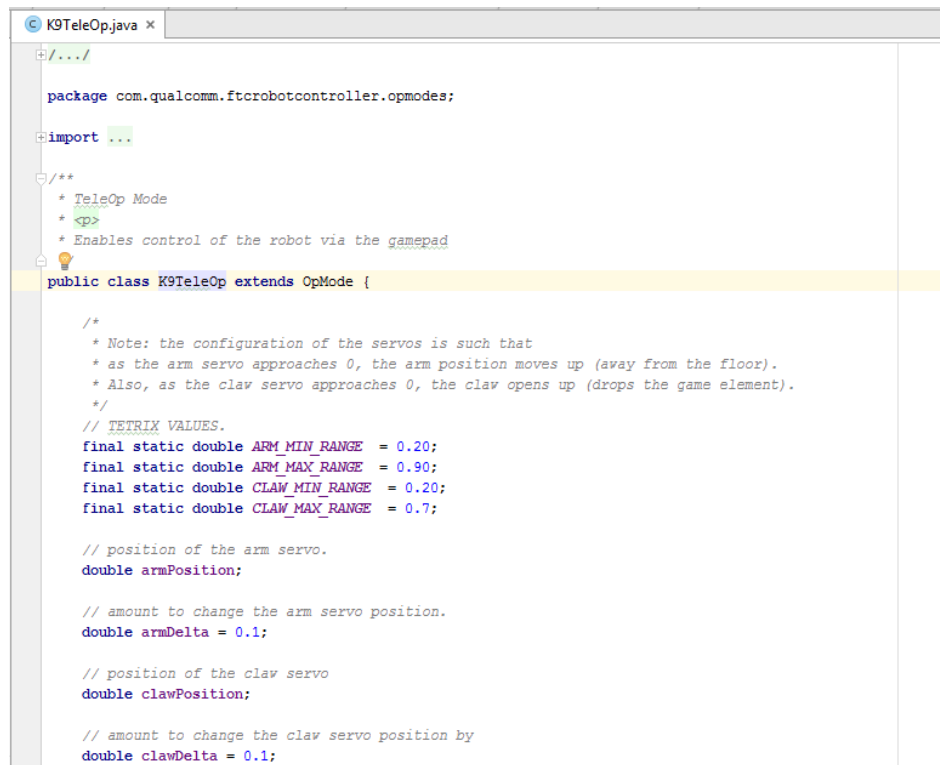 K9TeleOp.java
/.../
package com.qualcomm.ftcrobotcontroller.opmodes;
import ...
/**
* TeleOp Mode
* <p>
* Enables control of the robot via the gamepad
public class K9TeleOp extends OpMode {
/*
* Note: the configuration of the servos is such that
* as the arm servo approaches 0, the arm position moves up (away from the floor).
* Also, as the claw servo approaches 0, the claw opens up (drops the game element).
*/
// TETRIX VALUES.
final static double ARM_MIN_RANGE  = 0.20;
final static double ARM_MAX_RANGE  = 0.90;
final static double CLAW_MIN_RANGE  = 0.20;
final static double CLAW_MAX_RANGE  = 0.7;
// position of the arm servo.
double armPosition;
// amount to change the arm servo position.
double armDelta = 0.1;
// position of the claw servo
double clawPosition;
// amount to change the claw servo position by
double clawDelta = 0.1;